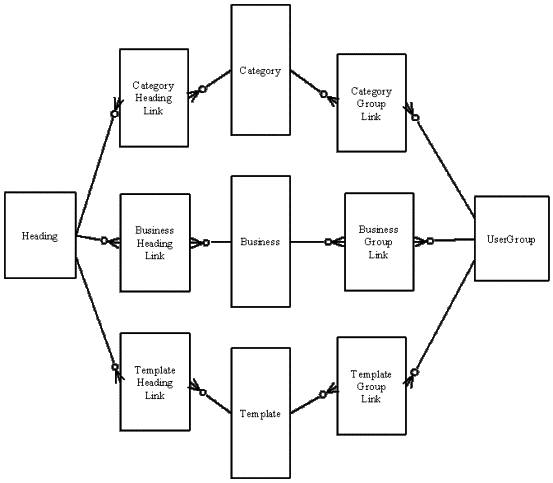 Category
Heading
Link
Category
Category
Group
Link
Heading
Business
Heading
Link
Business
Business
Group
Link
UserGroup
Template
Heading
Link
Template
Template
Group
Link